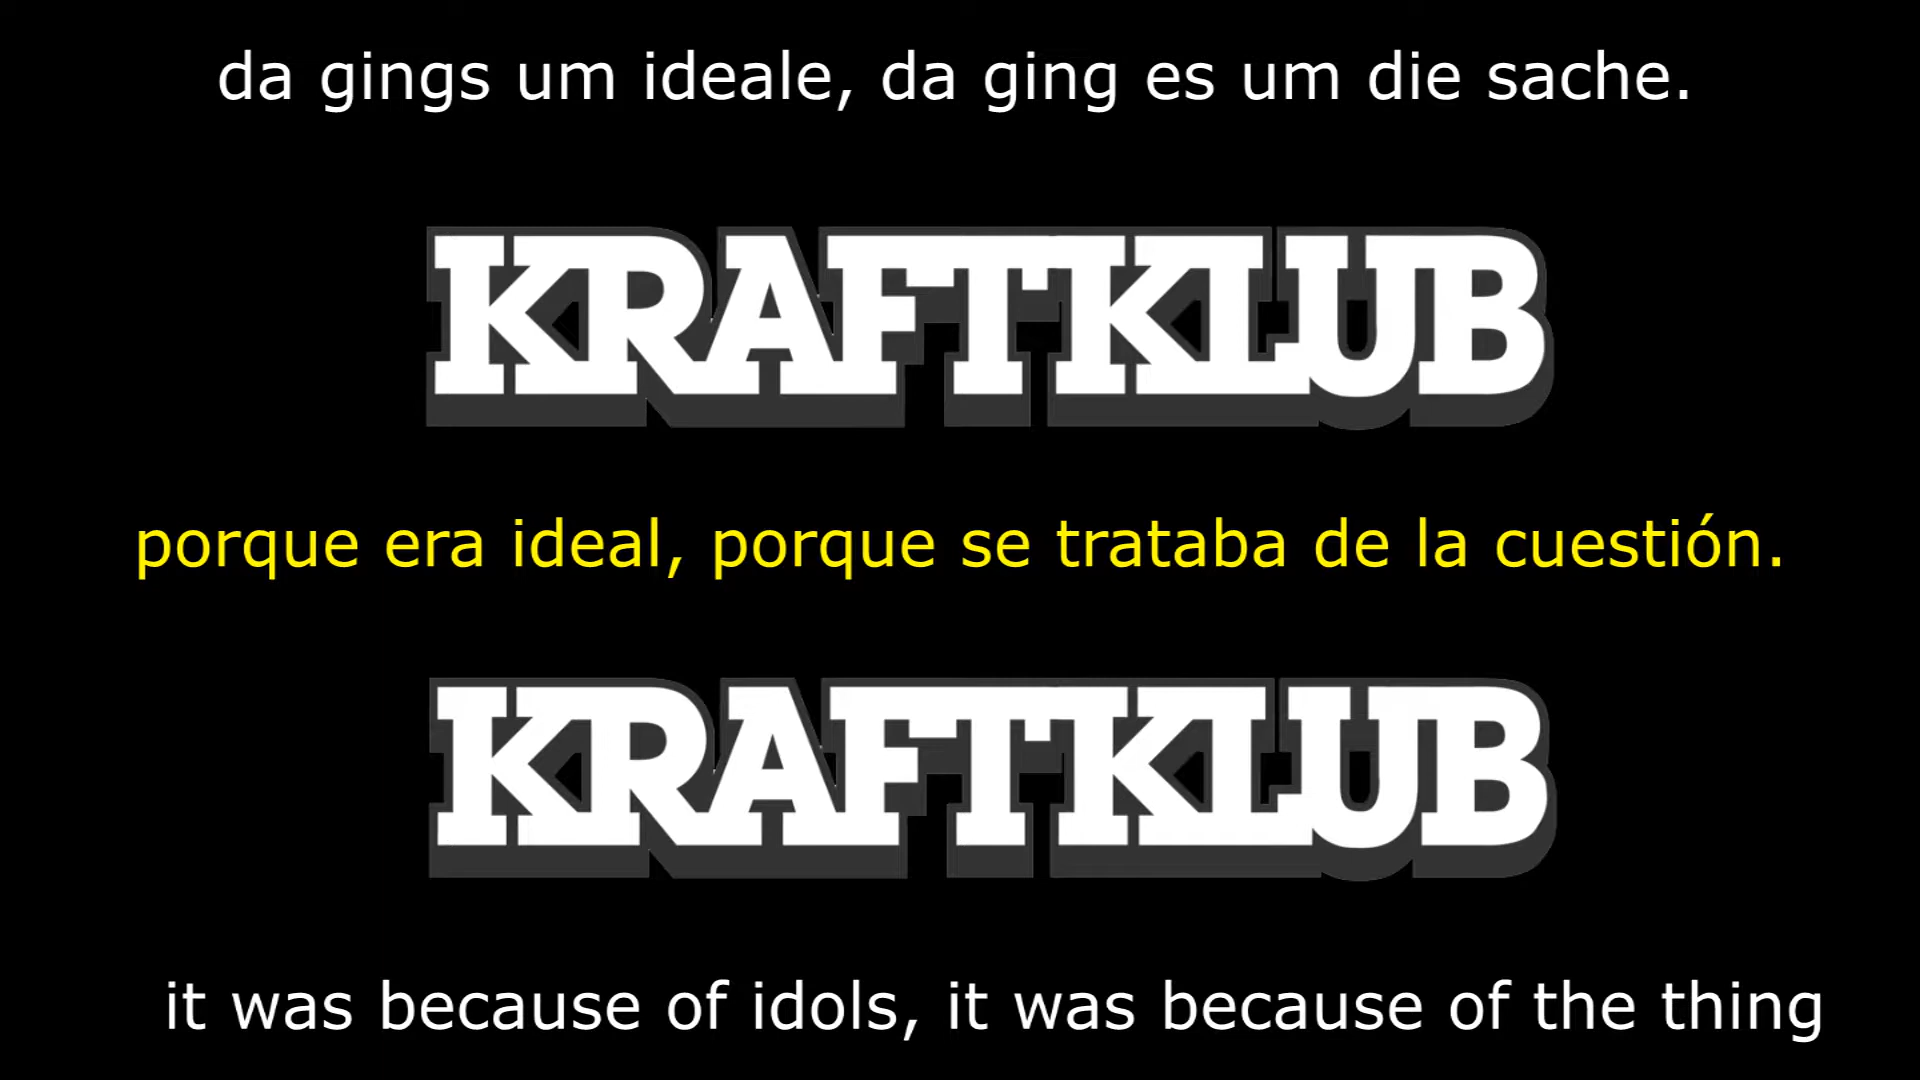 da gings um ideale, da ging es um die sache.
KRAFTKLUB
porque era ideal, porque se trataba de la cuestión.
KRAFTKLUB
it was because of idols, it was because of the thing